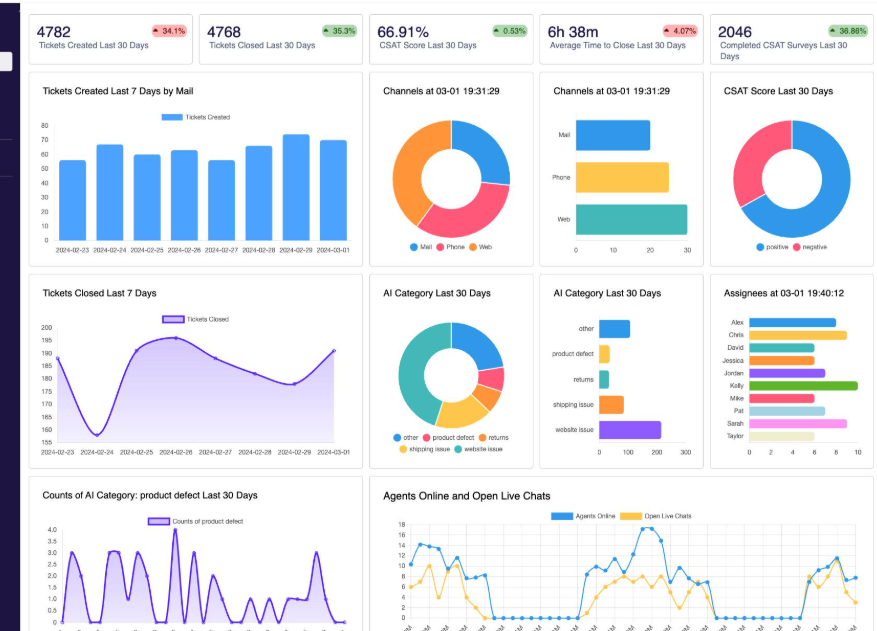 4782
34.1%
Tickets Created Last 30 Days
4768
35.3%
Tickets Closed Last 30 Days
66.91%
0.53%
CSAT Score Last 30 Days
6h 38m
4.07%
Average Time to Close Last 30 Days
2046
36.86%
Completed CSAT Surveys Last 30
Days
Tickets Created Last 7 Days by Mail
Tickets Created
80
70
60
50
40
30
20
10
0
2024-02-23 2024-02-24 2024-02-25 2024-02-26 2024-02-27 2024-02-28 2024-02-29 2024-03-01
Channels at 03-01 19:31:29
Mail Phone Web
Channels at 03-01 19:31:29
Mail
Phone
Web
0 10 20 30
CSAT Score Last 30 Days
positive negative
Tickets Closed Last 7 Days
Tickets Closed
200
195
190
185
180
175
170
165
160
155
2024-02-23 2024-02-24 2024-02-25 2024-02-26 2024-02-27 2024-02-28 2024-02-29 2024-03-01
AI Category Last 30 Days
other product defect returns
shipping issue website issue
AI Category Last 30 Days
other
product defect
returns
shipping issue
website issue
0 100 200 300
Assignees at 03-01 19:40:12
Alex
Chris
David
Jessica
Jordan
Kelly
Mike
Pat
Sarah
Taylor
0 2 4 6 8 10
Counts of AI Category: product defect Last 30 Days
Counts of product defect
4.0
3.5
3.0
2.5
2.0
1.5
1.0
0.5
0
Agents Online and Open Live Chats
Agents Online Open Live Chats
18
16
14
12
10
8
6
4
2
0